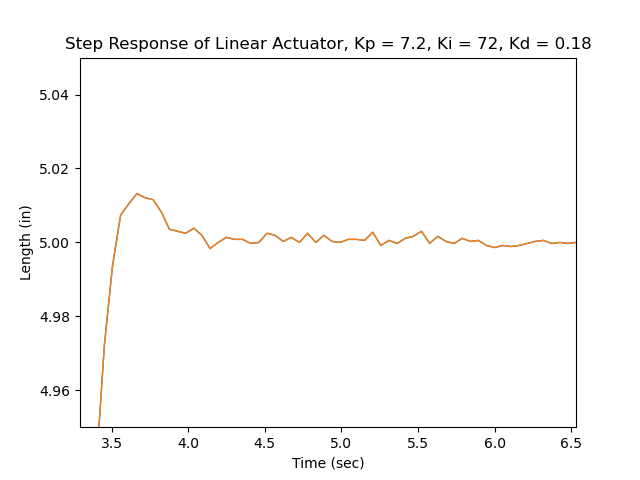 Step Response of Linear Actuator, Kp = 7.2, Ki = 72, Kd = 0.18
5.04
5.02
5.00
4.98
4.96
Length (in)
3.5 4.0 4.5 5.0 5.5 6.0 6.5
Time (sec)